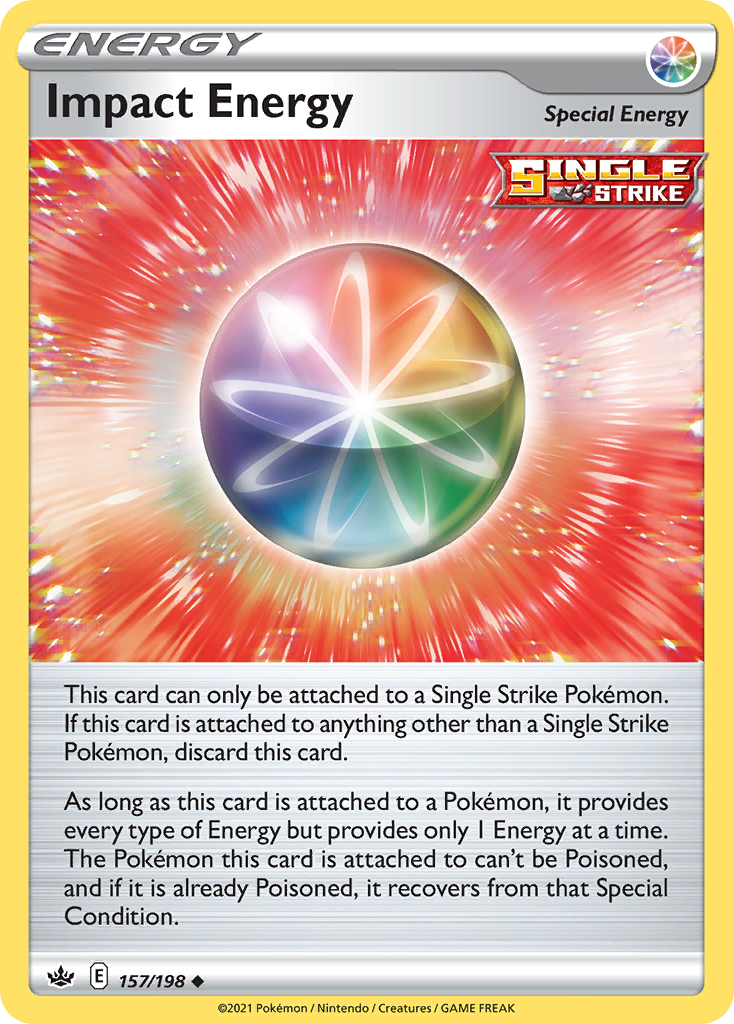 ENERGY
Impact Energy
Special Energy
SINGLE
STRIKE
This card can only be attached to a Single Strike Pokémon.
If this card is attached to anything other than a Single Strike
Pokémon, discard this card.
As long as this card is attached to a Pokémon, it provides
every type of Energy but provides only 1 Energy at a time.
The Pokémon this card is attached to can't be Poisoned,
and if it is already Poisoned, it recovers from that Special
Condition.
E 157/198
©2021 Pokémon / Nintendo / Creatures / GAME FREAK